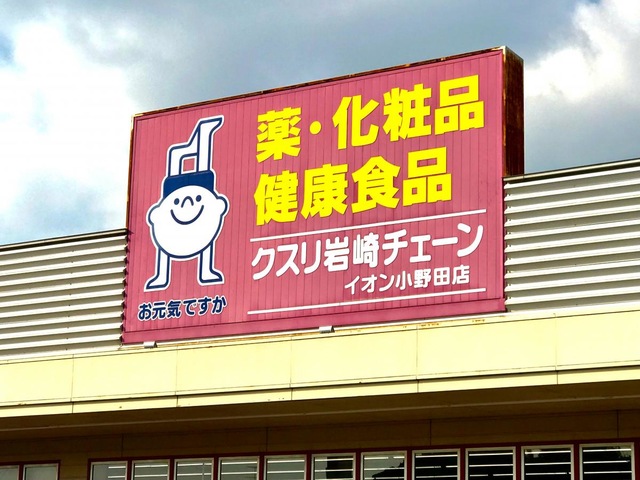 薬・化粧品
健康食品
クスリ岩崎チェーン
イオン小野田店
お元気ですか